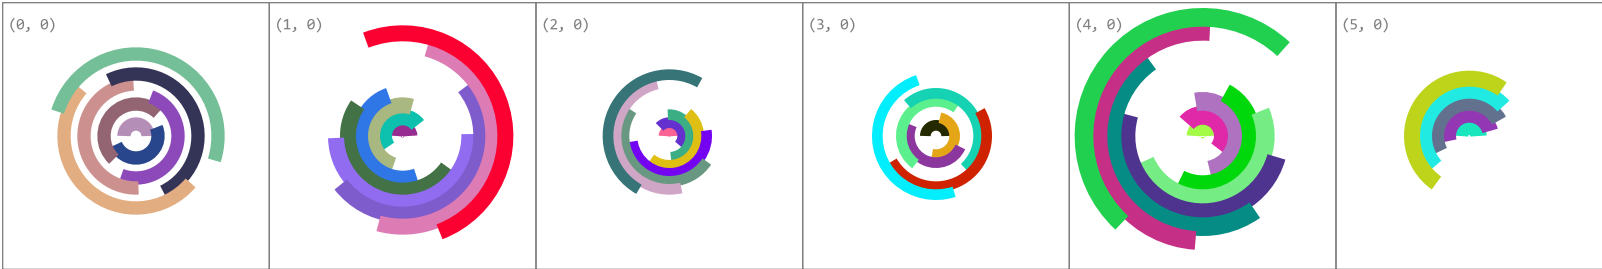 (0, 0) (1, 0) (2, 0) (3, 0) (4, 0) (5, 0)